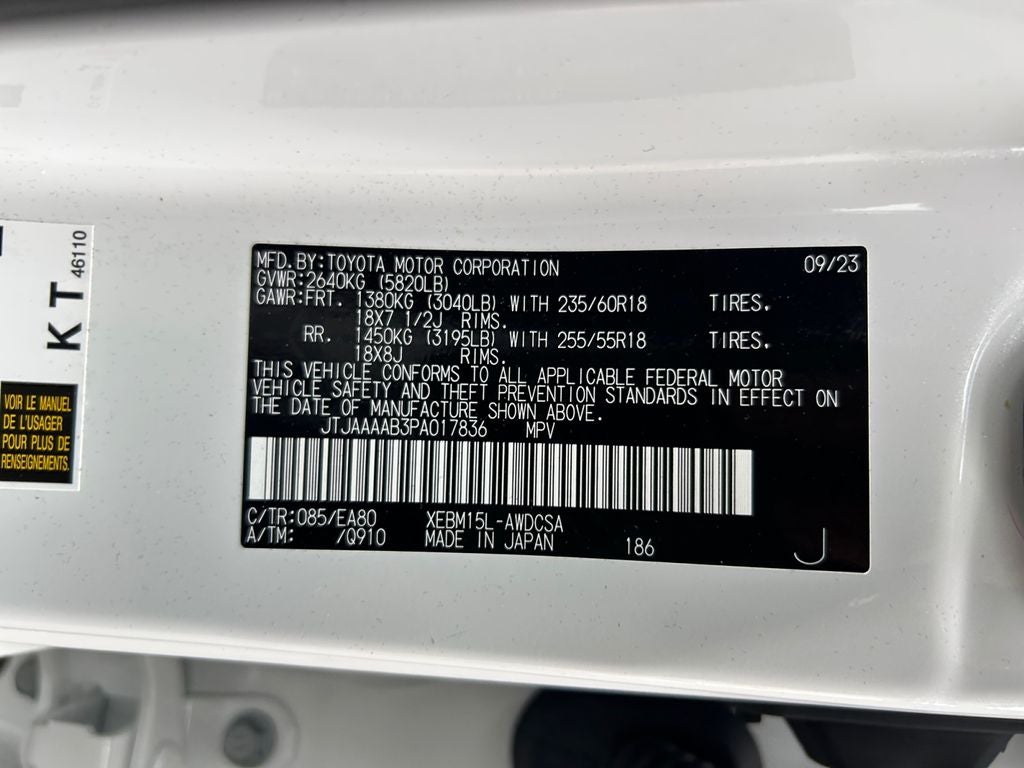 MFD.BY:TOYOTA MOTOR CORPORATION 09/23
GVWR:2640KG (5820LB)
GAWR:FRT. 1380KG (3040LB) WITH 235/60R18 TIRES.
18X7 1/2J RIMS.
RR. 1450KG (3195LB) WITH 255/55R18 TIRES.
18X8J RIMS.
THIS VEHICLE CONFORMS TO ALL APPLICABLE FEDERAL MOTOR
VEHICLE SAFETY AND THEFT PREVENTION STANDARDS IN EFFECT ON
THE DATE OF MANUFACTURE SHOWN ABOVE.
JTJAAAAB3PA017836 MPV
C/TR:085/EA80 XEBM15L-AWDCSA
A/TM: /Q910 MADE IN JAPAN 186 J
KT 46110
VOIR LE MANUEL
DE L'USAGER
POUR PLUS DE
RENSEIGNEMENTS.